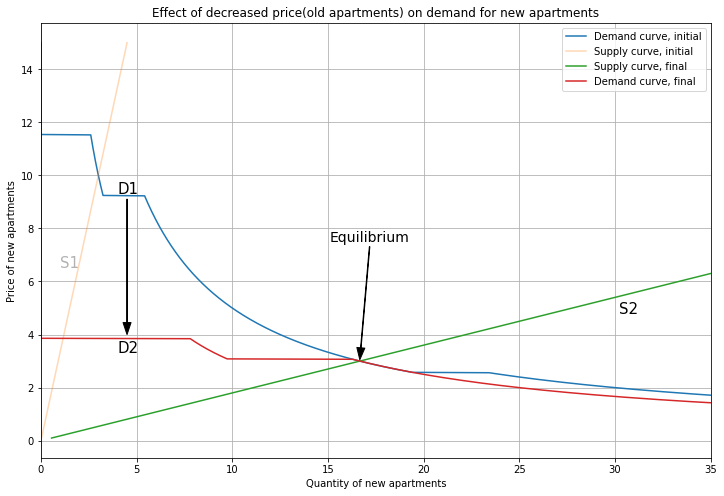 Effect of decreased price(old apartments) on demand for new apartments
Demand curve, initial
Supply curve, initial
Supply curve, final
Demand curve, final
Price of new apartments
14
12
10
8
6
4
2
0
D1
Equilibrium
S1
S2
D2
0 5 10 15 20 25 30 35
Quantity of new apartments